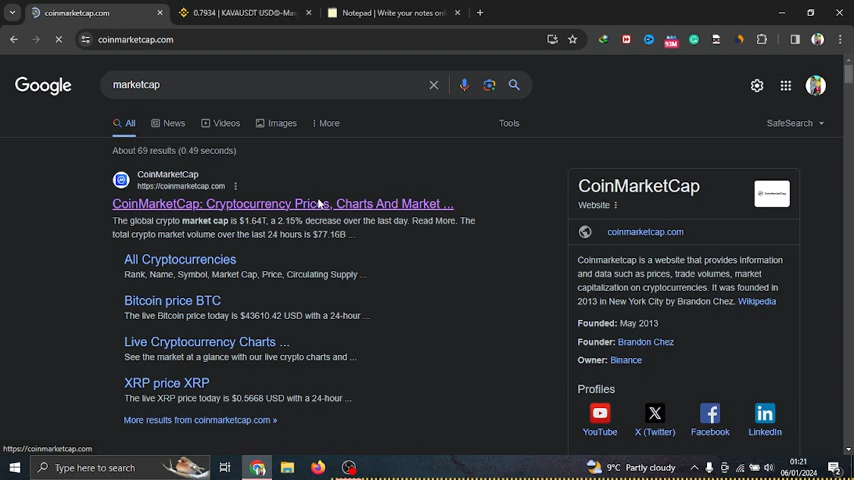 coinmarketcap.com
0.7934 | KAVAUSDT USDⓈ-Mar
Notepad | Write your notes onli
coinmarketcap.com
93M
Google
marketcap
All
News
Videos
Images
More
Tools
SafeSearch
About 69 results (0.49 seconds)
CoinMarketCap
https://coinmarketcap.com
CoinMarketCap: Cryptocurrency Prices, Charts And Market ...
The global crypto market cap is $1.64T, a 2.15% decrease over the last day. Read More. The
total crypto market volume over the last 24 hours is $77.16B ...
All Cryptocurrencies
Rank, Name, Symbol, Market Cap, Price, Circulating Supply ...
Bitcoin price BTC
The live Bitcoin price today is $43610.42 USD with a 24-hour ...
Live Cryptocurrency Charts ...
See the market at a glance with our live crypto charts and ...
XRP price XRP
The live XRP price today is $0.5668 USD with a 24-hour ...
More results from coinmarketcap.com »
CoinMarketCap
Website
CoinMarketCap
coinmarketcap.com
Coinmarketcap is a website that provides information
and data such as prices, trade volumes, market
capitalization on cryptocurrencies. It was founded in
2013 in New York City by Brandon Chez. Wikipedia
Founded: May 2013
Founder: Brandon Chez
Owner: Binance
Profiles
YouTube
X (Twitter)
Facebook
LinkedIn
https://coinmarketcap.com
Type here to search
9°C Partly cloudy
01:21
06/01/2024
2